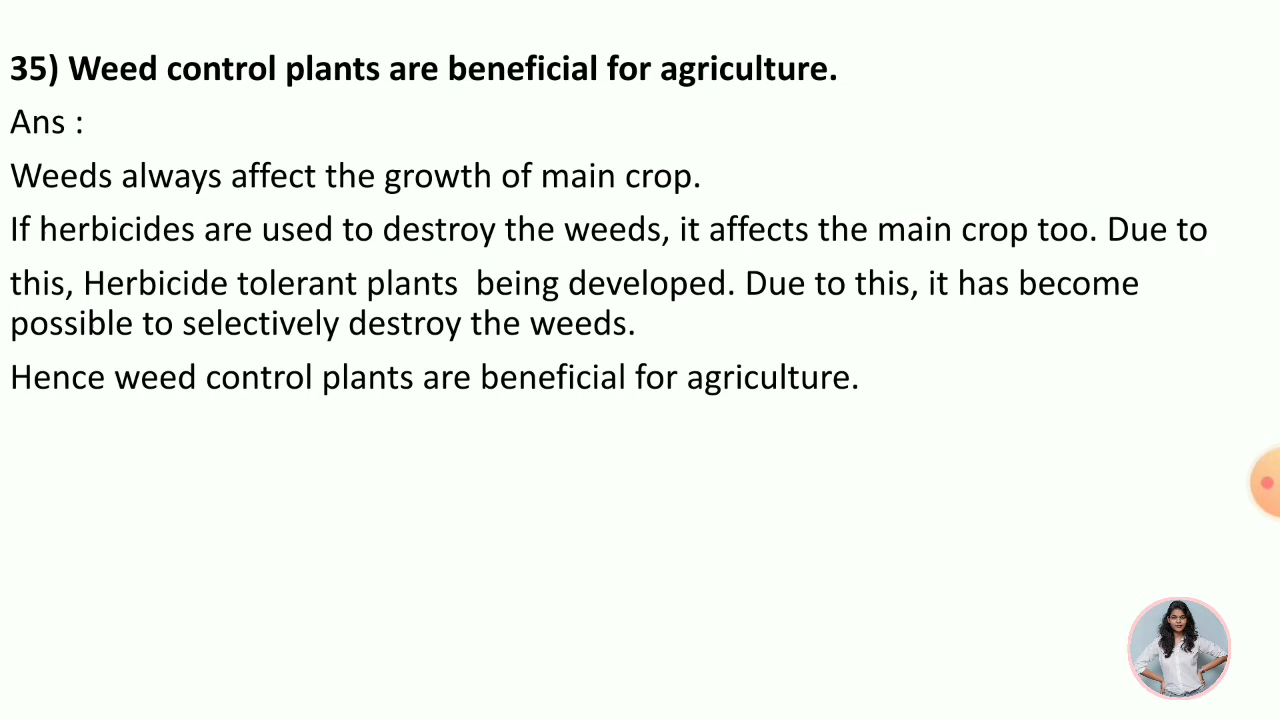 35) Weed control plants are beneficial for agriculture.
Ans :
Weeds always affect the growth of main crop.
If herbicides are used to destroy the weeds, it affects the main crop too. Due to
this, Herbicide tolerant plants  being developed. Due to this, it has become
possible to selectively destroy the weeds.
Hence weed control plants are beneficial for agriculture.